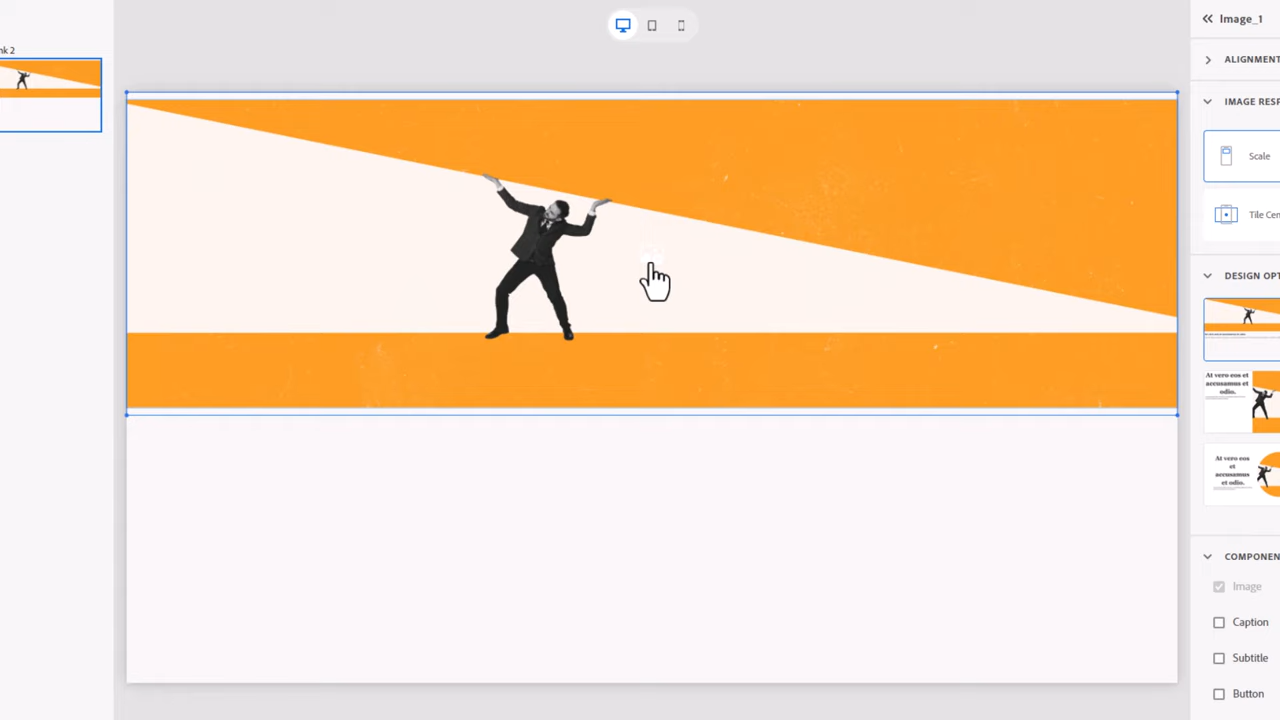 nk 2
Image_1
ALIGNMENT
IMAGE RESP
Scale
Tile Cen
DESIGN OPT
At vero eos et
accusamus et
odio.
At vero eos
et
accusamus
et odio.
COMPONEN
Image
Caption
Subtitle
Button